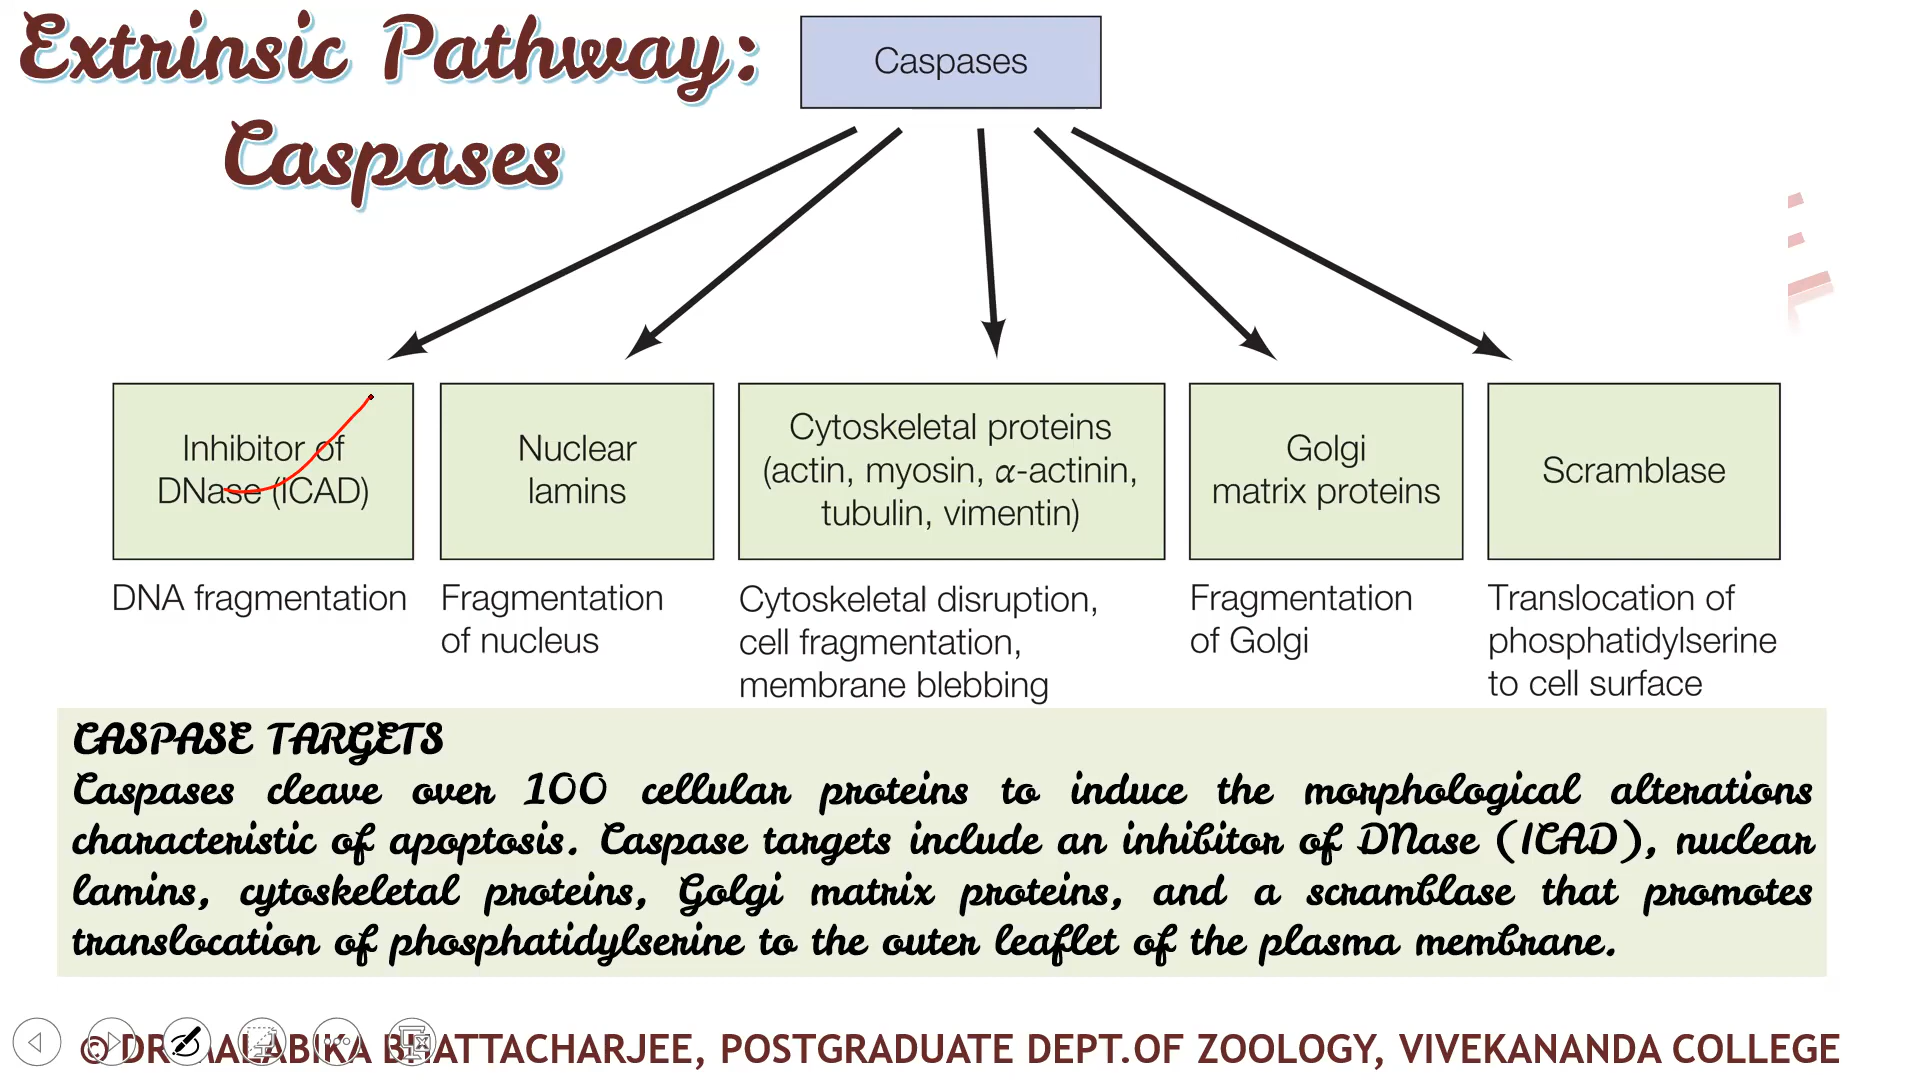 Extrinsic Pathway:
Caspases
Caspases
Inhibitor of
DNase (ICAD)
Nuclear
lamins
Cytoskeletal proteins
(actin, myosin, α-actinin,
tubulin, vimentin)
Golgi
matrix proteins
Scramblase
DNA fragmentation
Fragmentation
of nucleus
Cytoskeletal disruption,
cell fragmentation,
membrane blebbing
Fragmentation
of Golgi
Translocation of
phosphatidylserine
to cell surface
CASPASE TARGETS
Caspases cleave over 100 cellular proteins to induce the morphological alterations
characteristic of apoptosis. Caspase targets include an inhibitor of DNase (ICAD), nuclear
lamins, cytoskeletal proteins, Golgi matrix proteins, and a scramblase that promotes
translocation of phosphatidylserine to the outer leaflet of the plasma membrane.
© DR. MALABIKA BHATTACHARJEE, POSTGRADUATE DEPT.OF ZOOLOGY, VIVEKANANDA COLLEGE